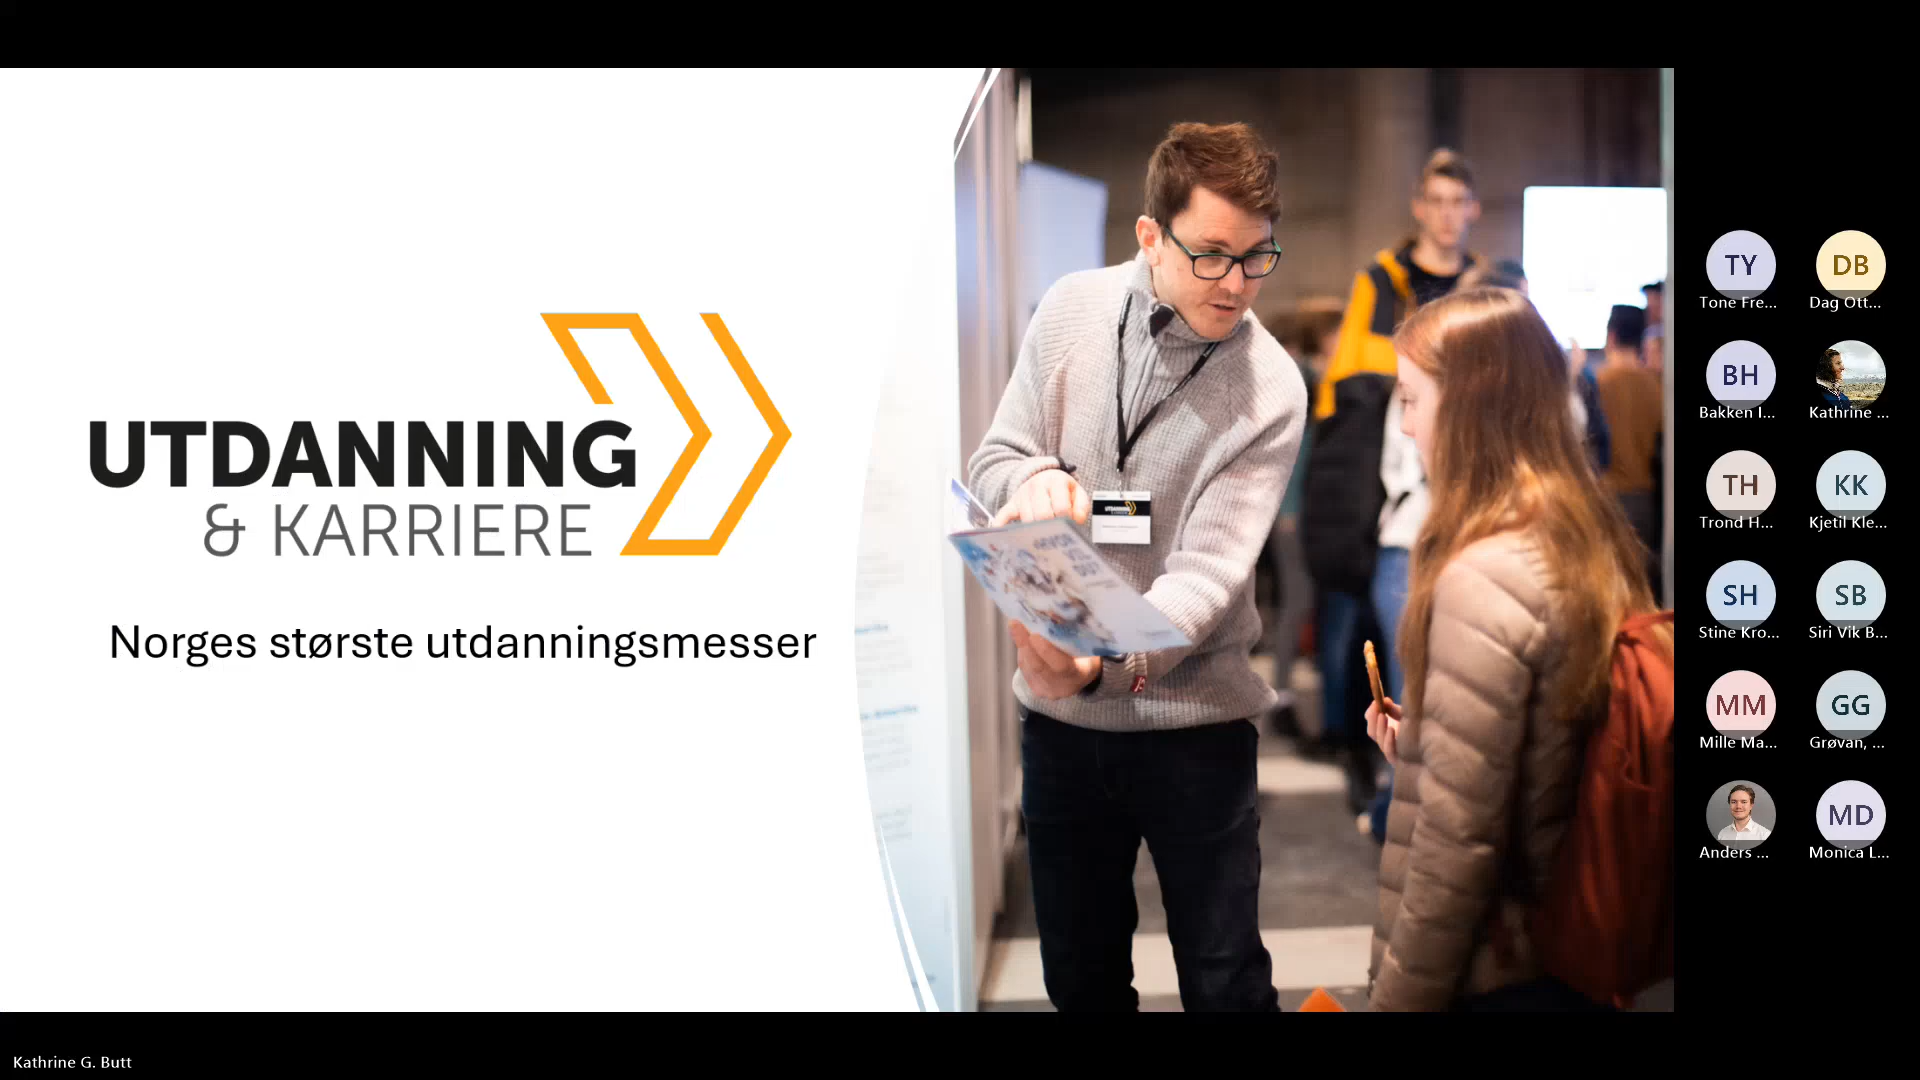 UTDANNING
& KARRIERE
Norges største utdanningsmesser
UTDANNING
TY
Tone Fre...
DB
Dag Ott...
BH
Bakken I...
Kathrine ...
TH
Trond H...
KK
Kjetil Kle...
SH
Stine Kro...
SB
Siri Vik B...
MM
Mille Ma...
GG
Grøvan, ...
Anders ...
MD
Monica L...
Kathrine G. Butt